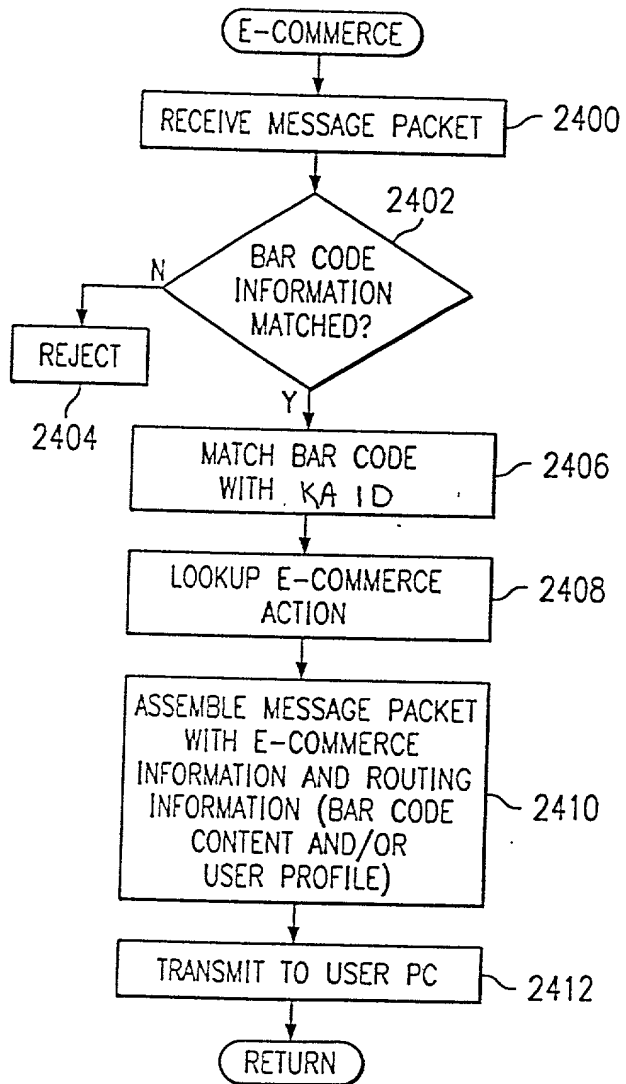 E-COMMERCE
RECEIVE MESSAGE PACKET
2400
2402
BAR CODE
INFORMATION
MATCHED?
N
REJECT
2404
Y
MATCH BAR CODE
WITH KA ID
2406
LOOKUP E-COMMERCE
ACTION
2408
ASSEMBLE MESSAGE PACKET
WITH E-COMMERCE
INFORMATION AND ROUTING
INFORMATION (BAR CODE
CONTENT AND/OR
USER PROFILE)
2410
TRANSMIT TO USER PC
2412
RETURN